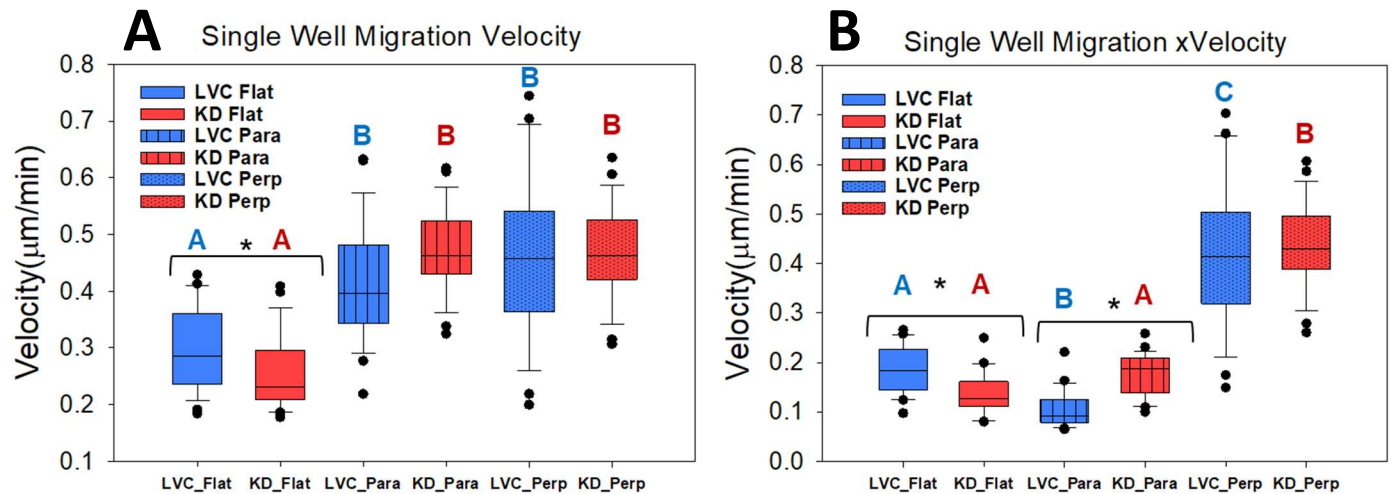 A
Single Well Migration Velocity
Velocity(μm/min)
0.8
0.7
0.6
0.5
0.4
0.3
0.2
0.1
LVC Flat
KD Flat
LVC Para
KD Para
LVC Perp
KD Perp
A * A B B B B
LVC_Flat KD_Flat LVC_Para KD_Para LVC_Perp KD_Perp
B
Single Well Migration xVelocity
Velocity(μm/min)
0.8
0.7
0.6
0.5
0.4
0.3
0.2
0.1
0.0
LVC Flat
KD Flat
LVC Para
KD Para
LVC Perp
KD Perp
A * A B * A C B
LVC_Flat KD_Flat LVC_Para KD_Para LVC_Perp KD_Perp